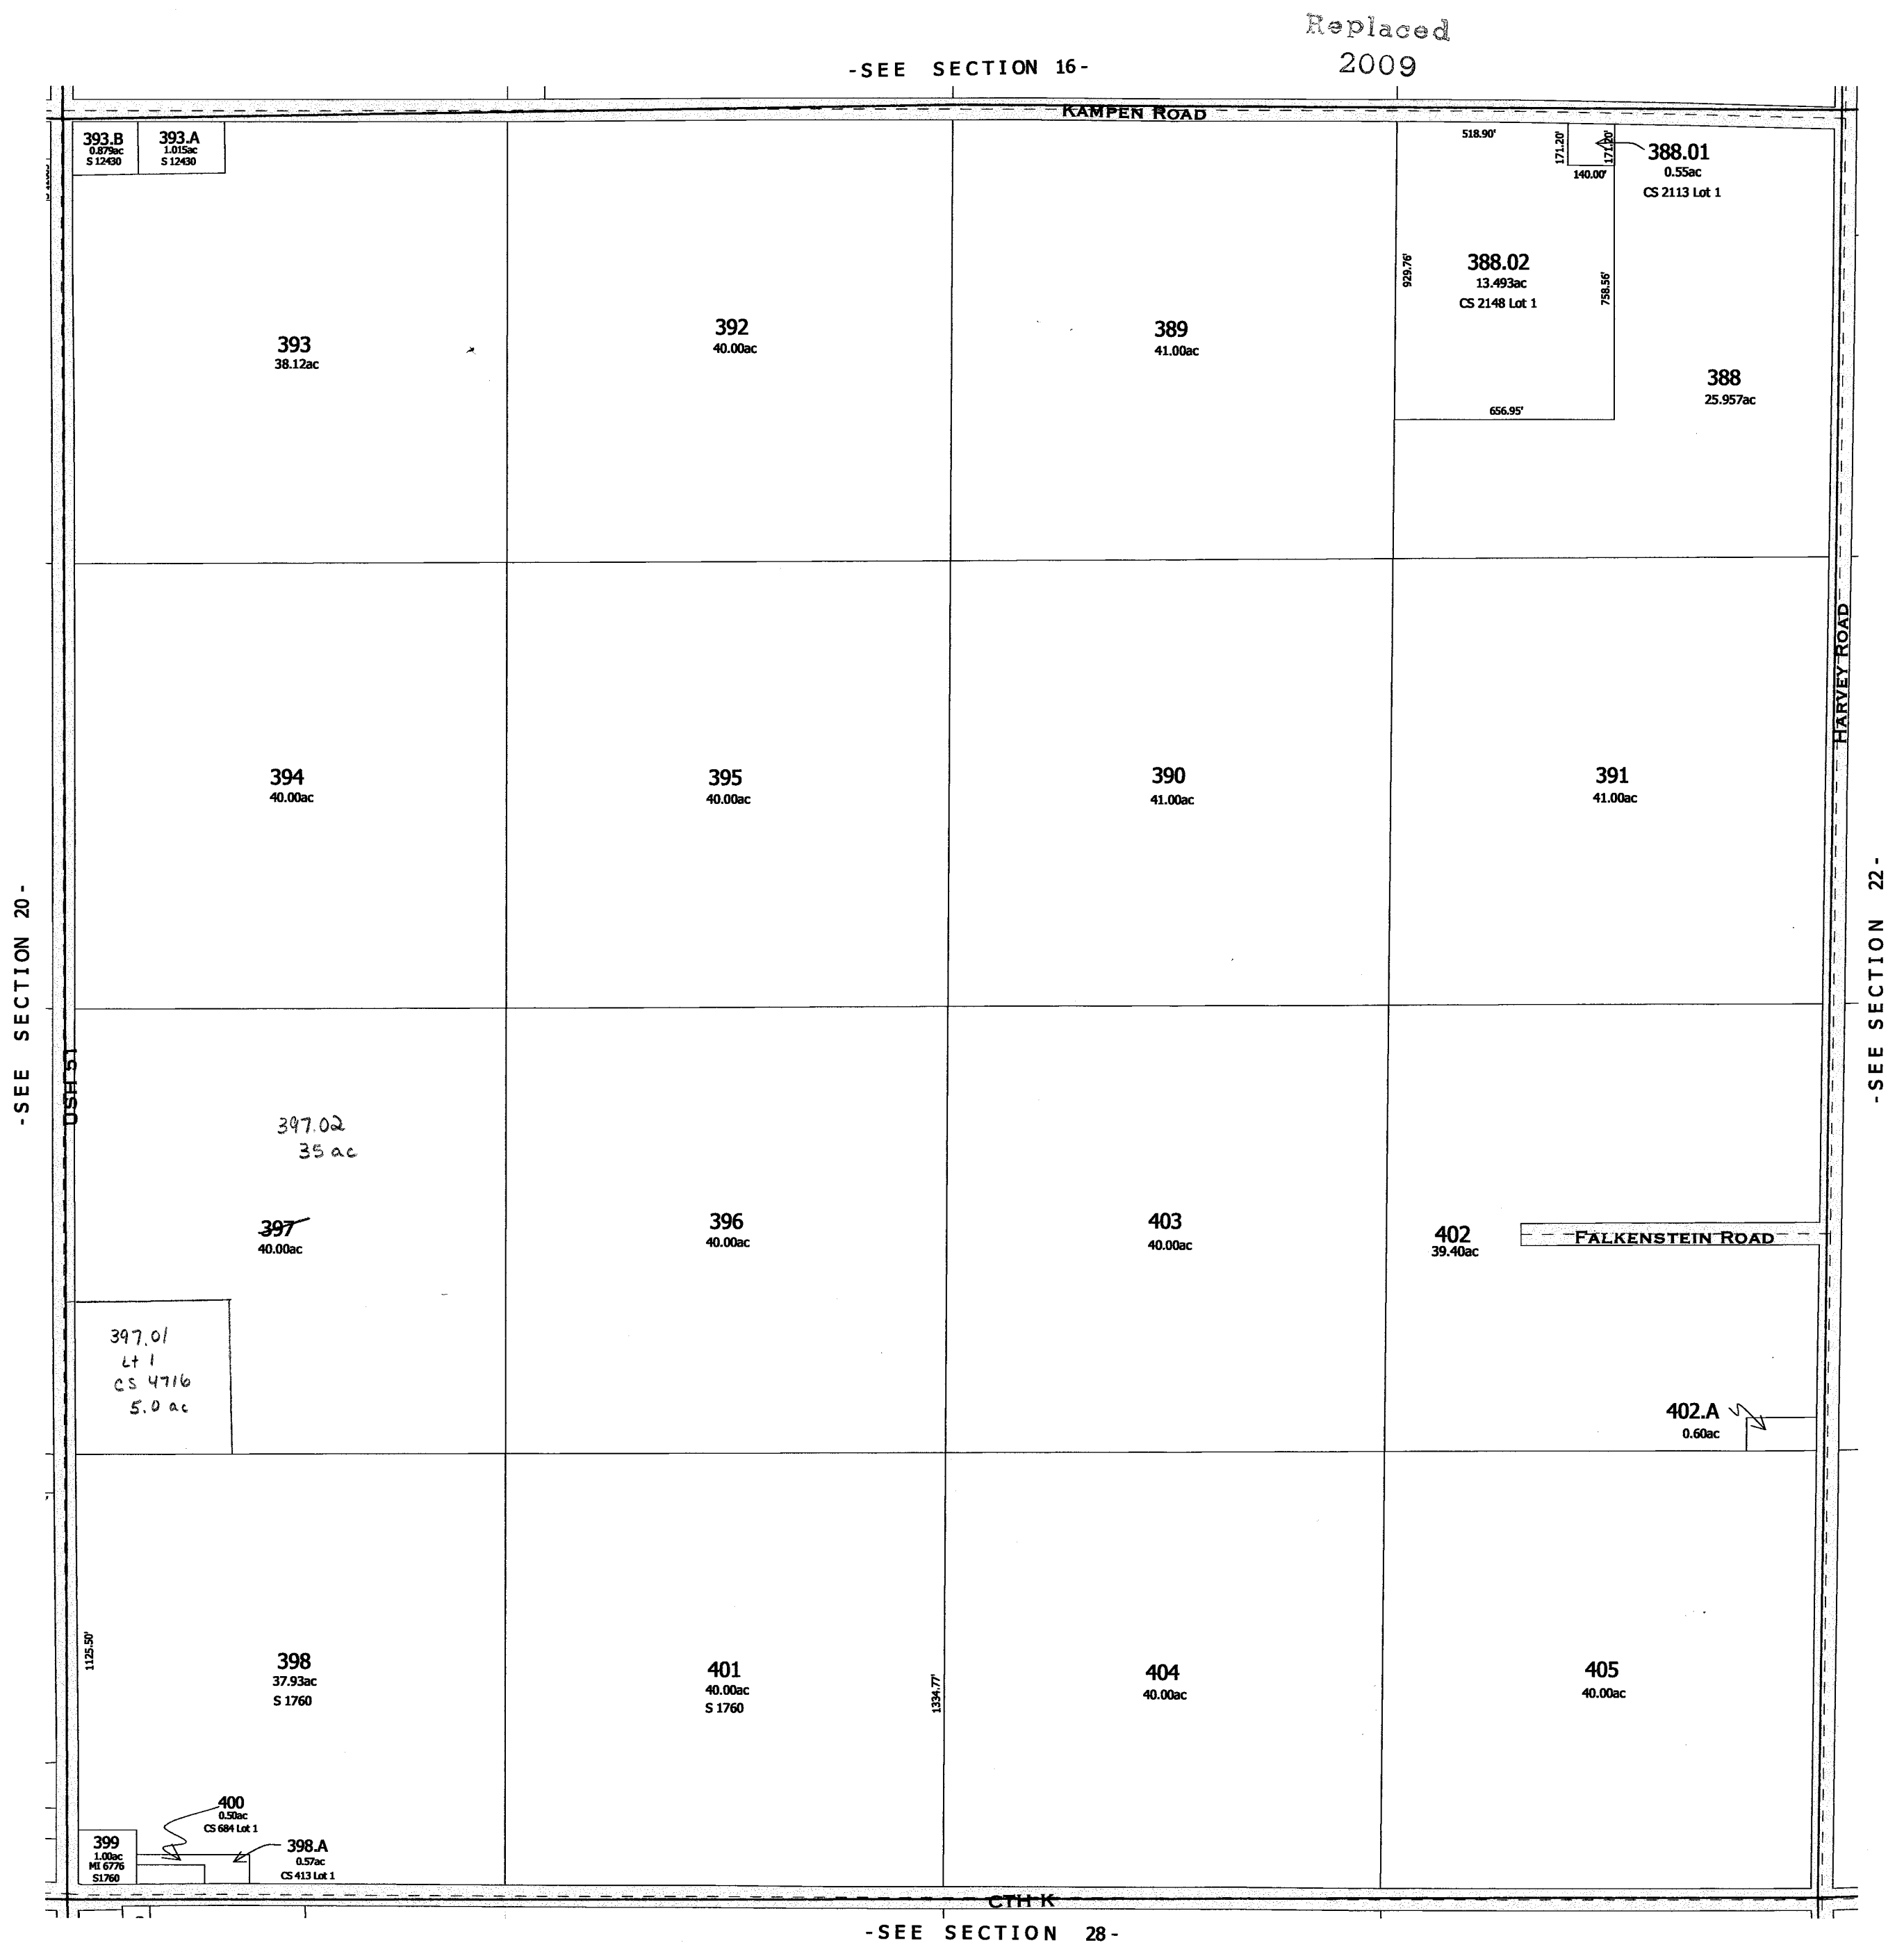 Replaced
2009
-SEE SECTION 16-
KAMPEN ROAD
393.B
0.879ac
S 12430
393.A
1.015ac
S 12430
518.90'
171.20'
171.20'
140.00'
388.01
0.55ac
CS 2113 Lot 1
929.76'
388.02
13.493ac
CS 2148 Lot 1
758.56'
656.95'
393
38.12ac
392
40.00ac
389
41.00ac
388
25.957ac
HARVEY ROAD
394
40.00ac
395
40.00ac
390
41.00ac
391
41.00ac
-SEE SECTION 20-
-SEE SECTION 22-
USH 51
397.02
35 ac
397
40.00ac
396
40.00ac
403
40.00ac
402
39.40ac
FALKENSTEIN ROAD
397.01
Lt 1
CS 4716
5.0 ac
402.A
0.60ac
1125.50'
398
37.93ac
S 1760
401
40.00ac
S 1760
1334.77'
404
40.00ac
405
40.00ac
400
0.50ac
CS 684 Lot 1
399
1.00ac
MI 6776
S1760
398.A
0.57ac
CS 413 Lot 1
CTH K
-SEE SECTION 28-